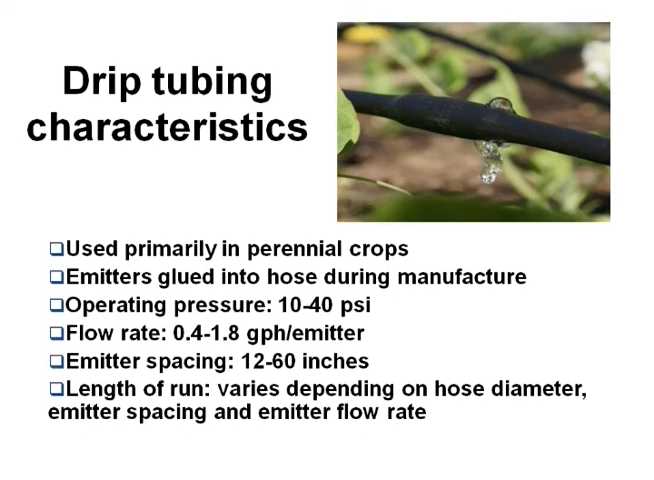 Drip tubing
characteristics
❑Used primarily in perennial crops
❑Emitters glued into hose during manufacture
❑Operating pressure: 10-40 psi
❑Flow rate: 0.4-1.8 gph/emitter
❑Emitter spacing: 12-60 inches
❑Length of run: varies depending on hose diameter,
emitter spacing and emitter flow rate